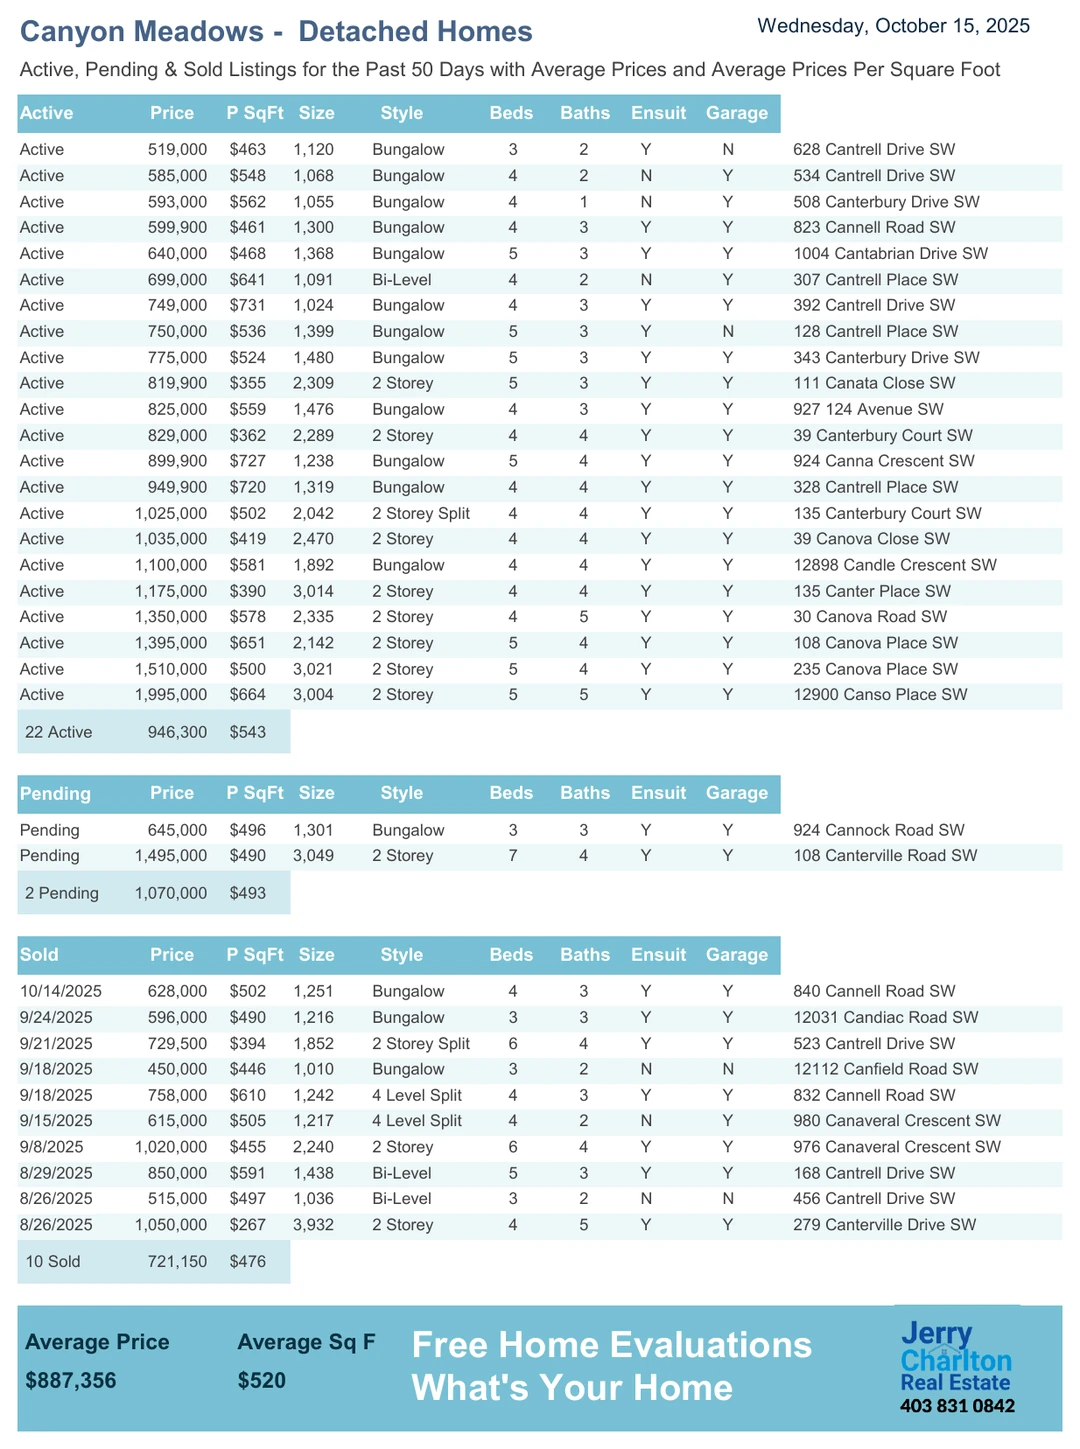 Canyon Meadows -  Detached Homes
Wednesday, October 15, 2025
Active, Pending & Sold Listings for the Past 50 Days with Average Prices and Average Prices Per Square Foot
Active Price P SqFt Size Style Beds Baths Ensuit Garage
Active 519,000 $463 1,120 Bungalow 3 2 Y N 628 Cantrell Drive SW
Active 585,000 $548 1,068 Bungalow 4 2 N Y 534 Cantrell Drive SW
Active 593,000 $562 1,055 Bungalow 4 1 N Y 508 Canterbury Drive SW
Active 599,900 $461 1,300 Bungalow 4 3 Y Y 823 Cannell Road SW
Active 640,000 $468 1,368 Bungalow 5 3 Y Y 1004 Cantabrian Drive SW
Active 699,000 $641 1,091 Bi-Level 4 2 N Y 307 Cantrell Place SW
Active 749,000 $731 1,024 Bungalow 4 3 Y Y 392 Cantrell Drive SW
Active 750,000 $536 1,399 Bungalow 5 3 Y N 128 Cantrell Place SW
Active 775,000 $524 1,480 Bungalow 5 3 Y Y 343 Canterbury Drive SW
Active 819,900 $355 2,309 2 Storey 5 3 Y Y 111 Canata Close SW
Active 825,000 $559 1,476 Bungalow 4 3 Y Y 927 124 Avenue SW
Active 829,000 $362 2,289 2 Storey 4 4 Y Y 39 Canterbury Court SW
Active 899,900 $727 1,238 Bungalow 5 4 Y Y 924 Canna Crescent SW
Active 949,900 $720 1,319 Bungalow 4 4 Y Y 328 Cantrell Place SW
Active 1,025,000 $502 2,042 2 Storey Split 4 4 Y Y 135 Canterbury Court SW
Active 1,035,000 $419 2,470 2 Storey 4 4 Y Y 39 Canova Close SW
Active 1,100,000 $581 1,892 Bungalow 4 4 Y Y 12898 Candle Crescent SW
Active 1,175,000 $390 3,014 2 Storey 4 4 Y Y 135 Canter Place SW
Active 1,350,000 $578 2,335 2 Storey 4 5 Y Y 30 Canova Road SW
Active 1,395,000 $651 2,142 2 Storey 5 4 Y Y 108 Canova Place SW
Active 1,510,000 $500 3,021 2 Storey 5 4 Y Y 235 Canova Place SW
Active 1,995,000 $664 3,004 2 Storey 5 5 Y Y 12900 Canso Place SW
22 Active 946,300 $543
Pending Price P SqFt Size Style Beds Baths Ensuit Garage
Pending 645,000 $496 1,301 Bungalow 3 3 Y Y 924 Cannock Road SW
Pending 1,495,000 $490 3,049 2 Storey 7 4 Y Y 108 Canterville Road SW
2 Pending 1,070,000 $493
Sold Price P SqFt Size Style Beds Baths Ensuit Garage
10/14/2025 628,000 $502 1,251 Bungalow 4 3 Y Y 840 Cannell Road SW
9/24/2025 596,000 $490 1,216 Bungalow 3 3 Y Y 12031 Candiac Road SW
9/21/2025 729,500 $394 1,852 2 Storey Split 6 4 Y Y 523 Cantrell Drive SW
9/18/2025 450,000 $446 1,010 Bungalow 3 2 N N 12112 Canfield Road SW
9/18/2025 758,000 $610 1,242 4 Level Split 4 3 Y Y 832 Cannell Road SW
9/15/2025 615,000 $505 1,217 4 Level Split 4 2 N Y 980 Canaveral Crescent SW
9/8/2025 1,020,000 $455 2,240 2 Storey 6 4 Y Y 976 Canaveral Crescent SW
8/29/2025 850,000 $591 1,438 Bi-Level 5 3 Y Y 168 Cantrell Drive SW
8/26/2025 515,000 $497 1,036 Bi-Level 3 2 N N 456 Cantrell Drive SW
8/26/2025 1,050,000 $267 3,932 2 Storey 4 5 Y Y 279 Canterville Drive SW
10 Sold 721,150 $476
Average Price Average Sq F
$887,356 $520
Free Home Evaluations
What's Your Home
Jerry
Charlton
Real Estate
403 831 0842